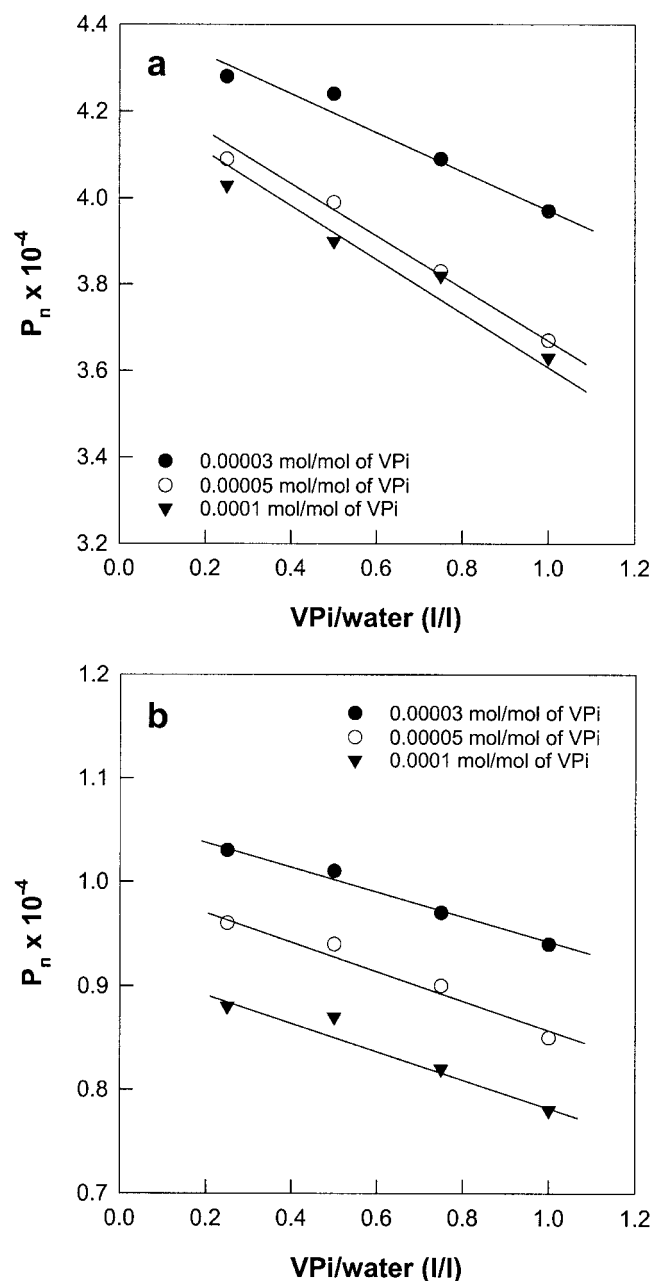 4.4
a
4.2
4.0
3.8
3.6
3.4
3.2
Pn x 10-4
0.00003 mol/mol of VPi
0.00005 mol/mol of VPi
0.0001 mol/mol of VPi
0.0 0.2 0.4 0.6 0.8 1.0 1.2
VPi/water (l/l)
1.2
b
1.1
1.0
0.9
0.8
0.7
Pn x 10-4
0.00003 mol/mol of VPi
0.00005 mol/mol of VPi
0.0001 mol/mol of VPi
0.0 0.2 0.4 0.6 0.8 1.0 1.2
VPi/water (l/l)